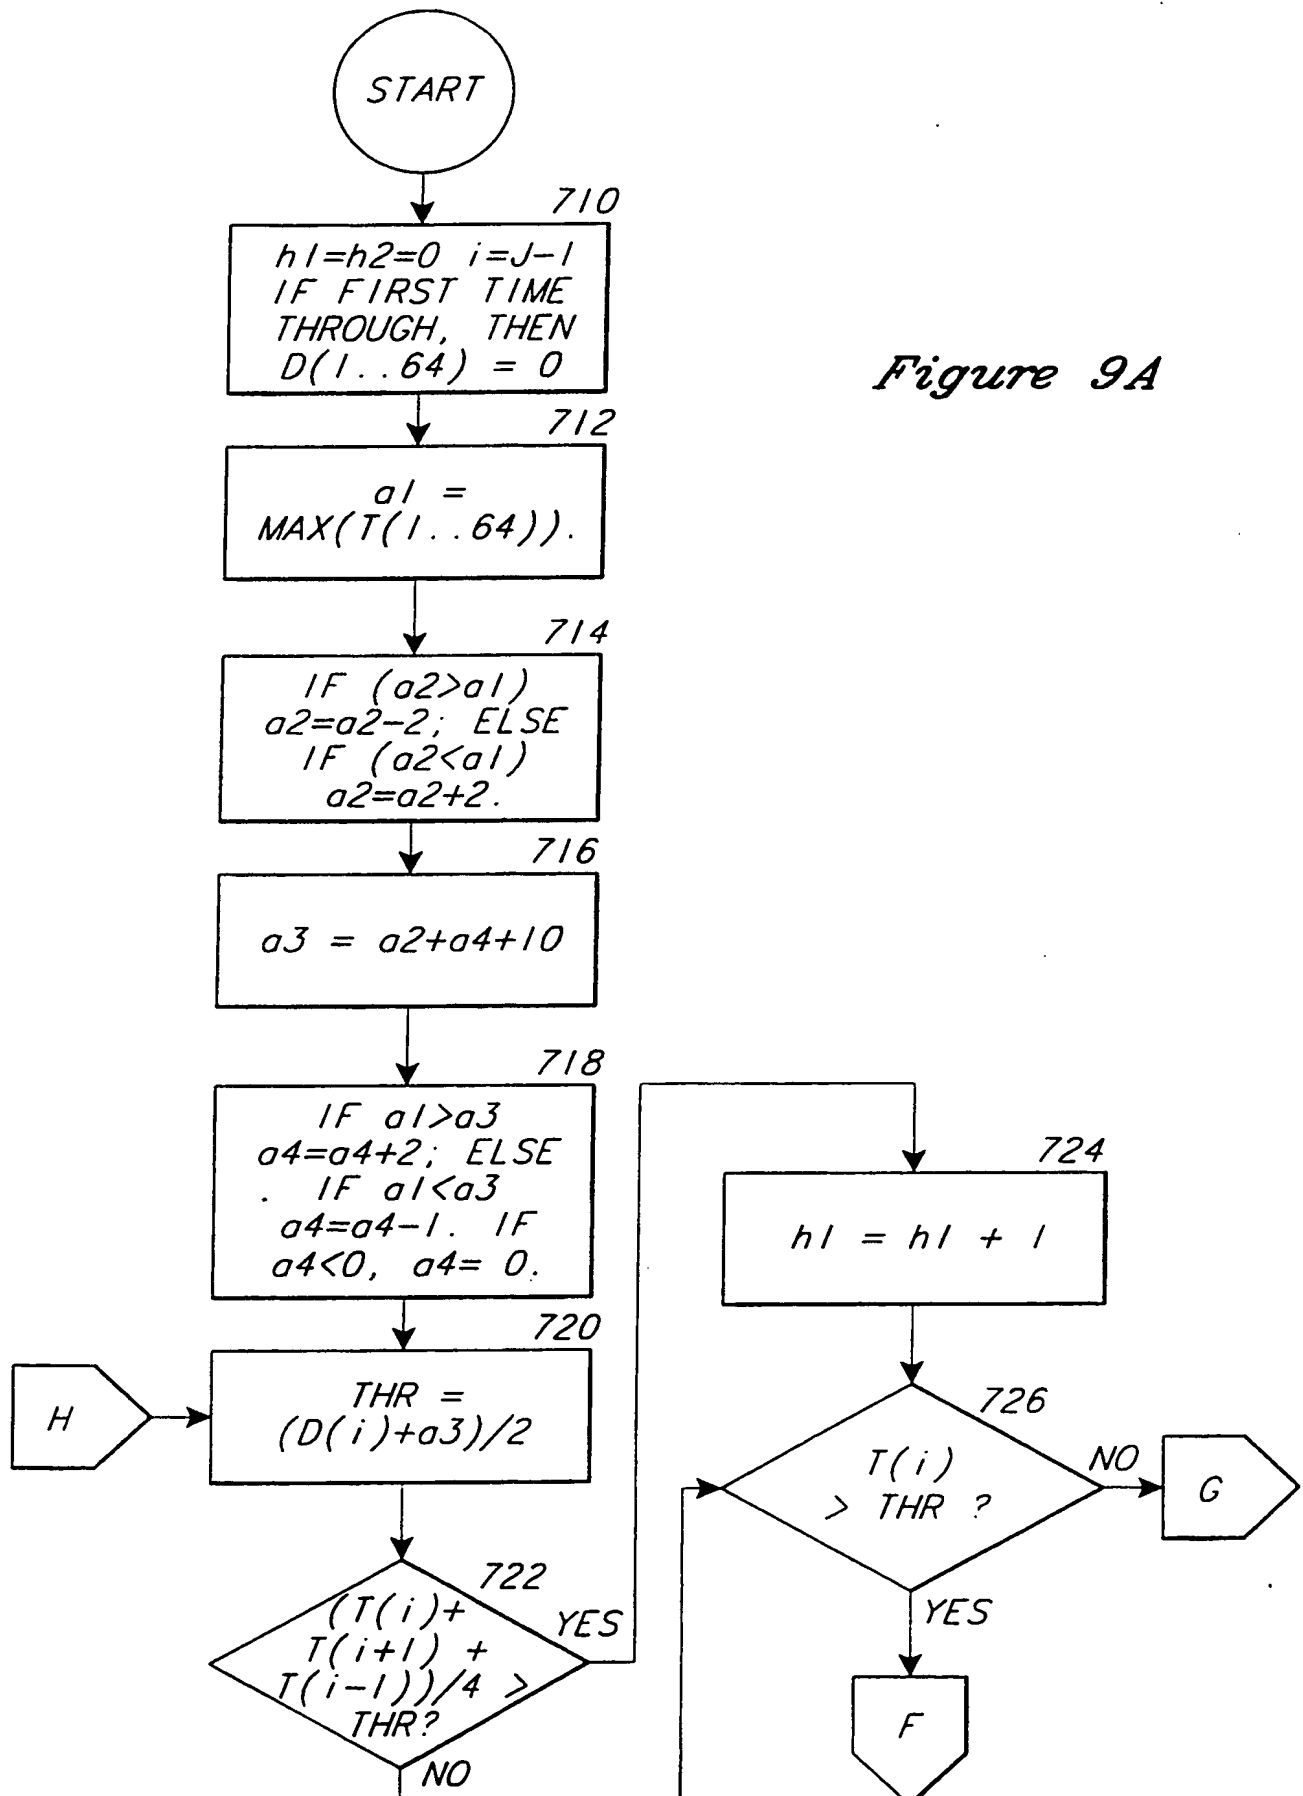 START
710
h1=h2=0 i=J-1
IF FIRST TIME
THROUGH, THEN
D(1..64) = 0
Figure 9A
712
a1 =
MAX(T(1..64)).
714
IF (a2>a1)
a2=a2-2; ELSE
IF (a2<a1)
a2=a2+2.
716
a3 = a2+a4+10
718
IF a1>a3
a4=a4+2; ELSE
IF a1<a3
a4=a4-1. IF
a4<0, a4= 0.
720
H
THR =
(D(i)+a3)/2
722
(T(i)+
T(i+1) +
T(i-1))/4 >
THR?
YES
NO
724
h1 = h1 + 1
726
T(i)
> THR ?
NO
G
YES
F